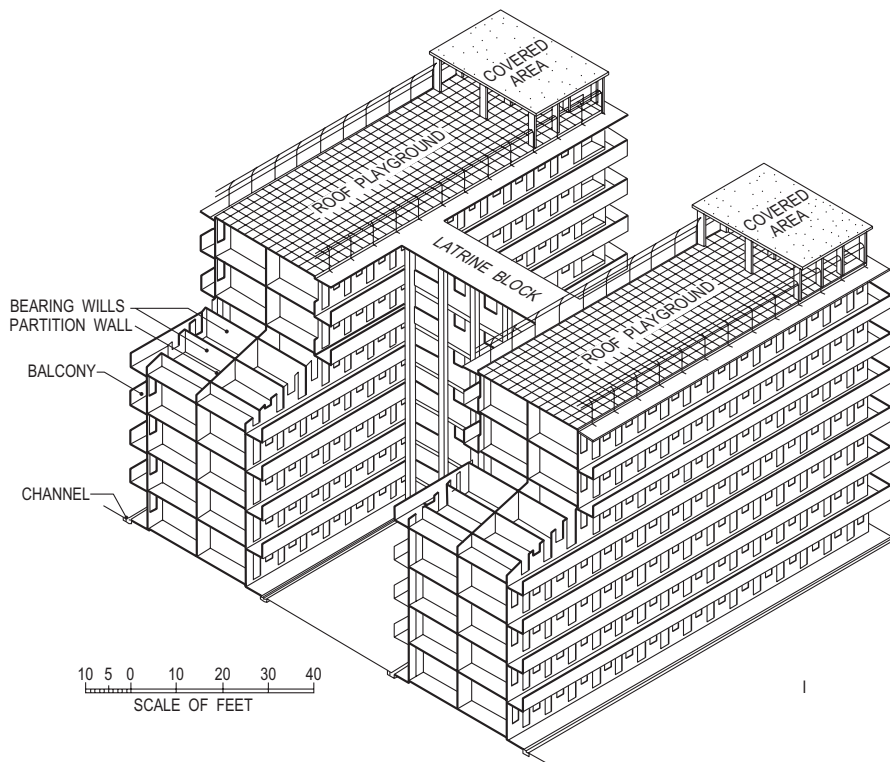 COVERED
AREA
ROOF PLAYGROUND
COVERED
AREA
LATRINE BLOCK
ROOF PLAYGROUND
BEARING WILLS
PARTITION WALL
BALCONY
CHANNEL
10 5 0 10 20 30 40
SCALE OF FEET
I